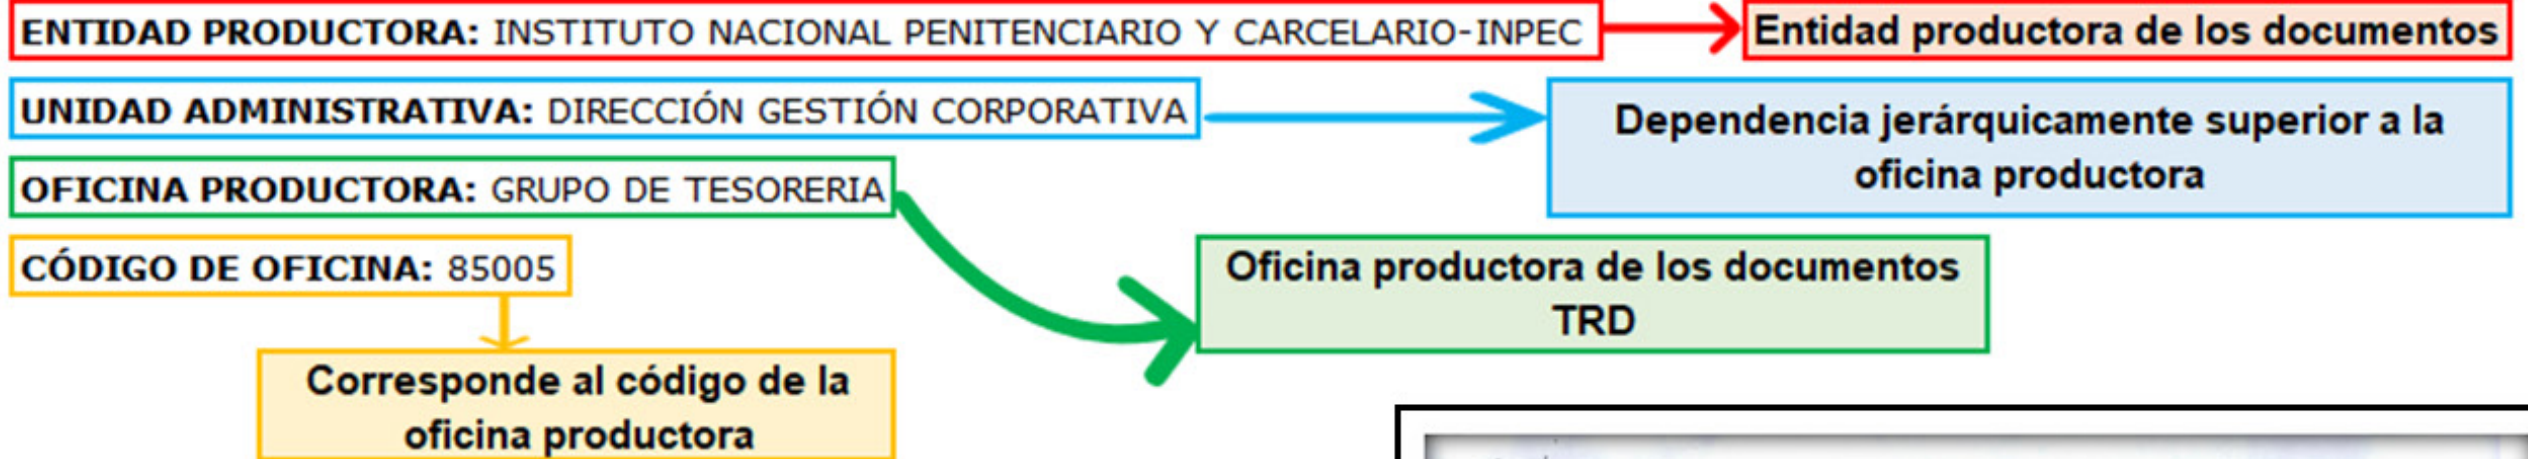 ENTIDAD PRODUCTORA: INSTITUTO NACIONAL PENITENCIARIO Y CARCELARIO-INPEC
Entidad productora de los documentos
UNIDAD ADMINISTRATIVA: DIRECCIÓN GESTIÓN CORPORATIVA
Dependencia jerárquicamente superior a la
oficina productora
OFICINA PRODUCTORA: GRUPO DE TESORERIA
Oficina productora de los documentos
TRD
CÓDIGO DE OFICINA: 85005
Corresponde al código de la
oficina productora